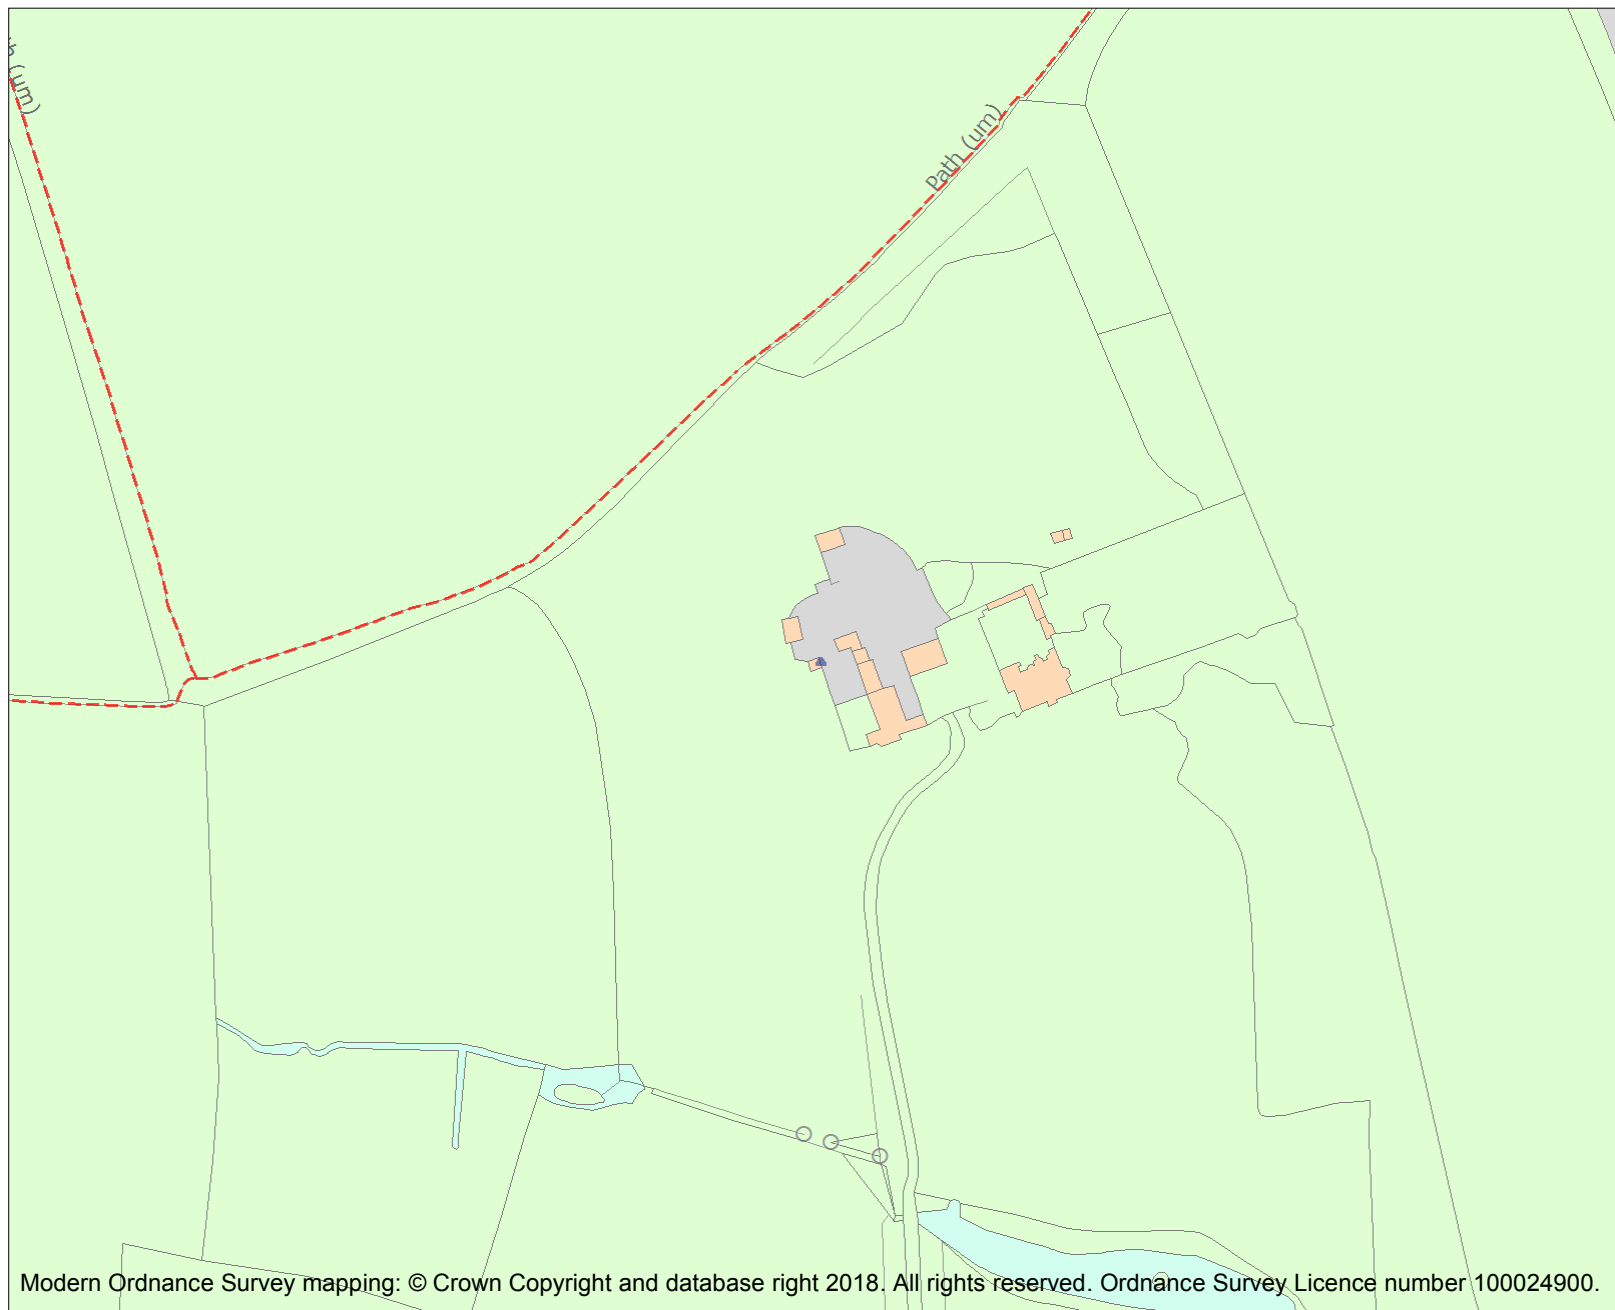 h (um)
Path (um)
Modern Ordnance Survey mapping: © Crown Copyright and database right 2018. All rights reserved. Ordnance Survey Licence number 100024900.